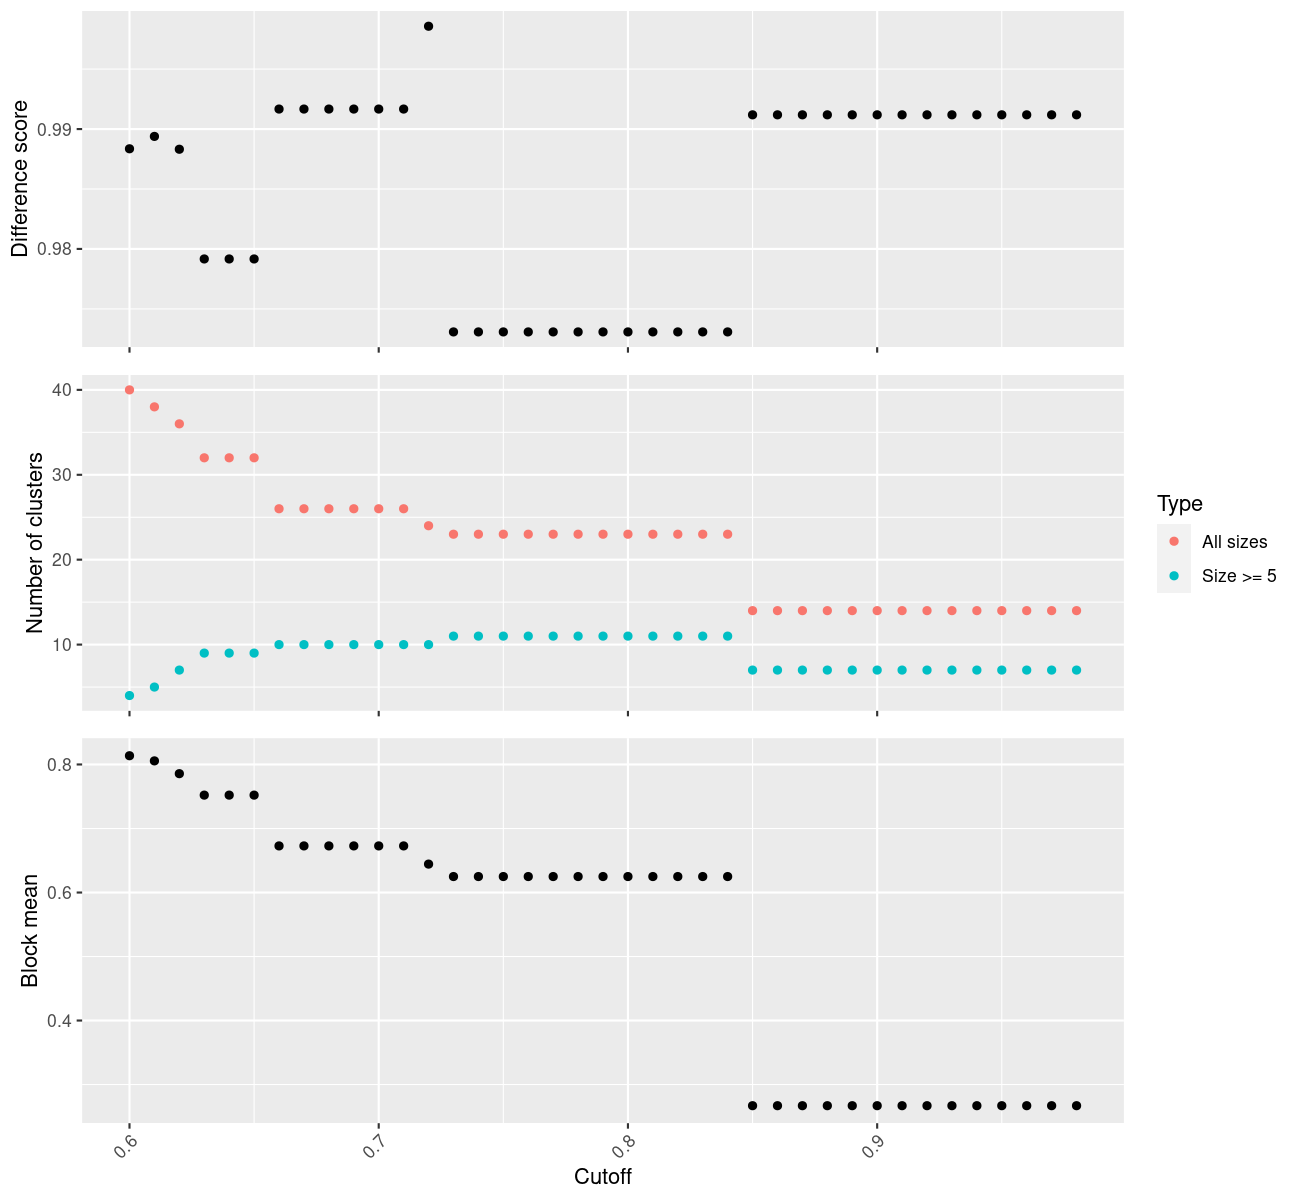 Difference score
0.99
0.98
Number of clusters
40
30
20
10
Type
All sizes
Size >= 5
Block mean
0.8
0.6
0.4
0.6
0.7
0.8
0.9
Cutoff